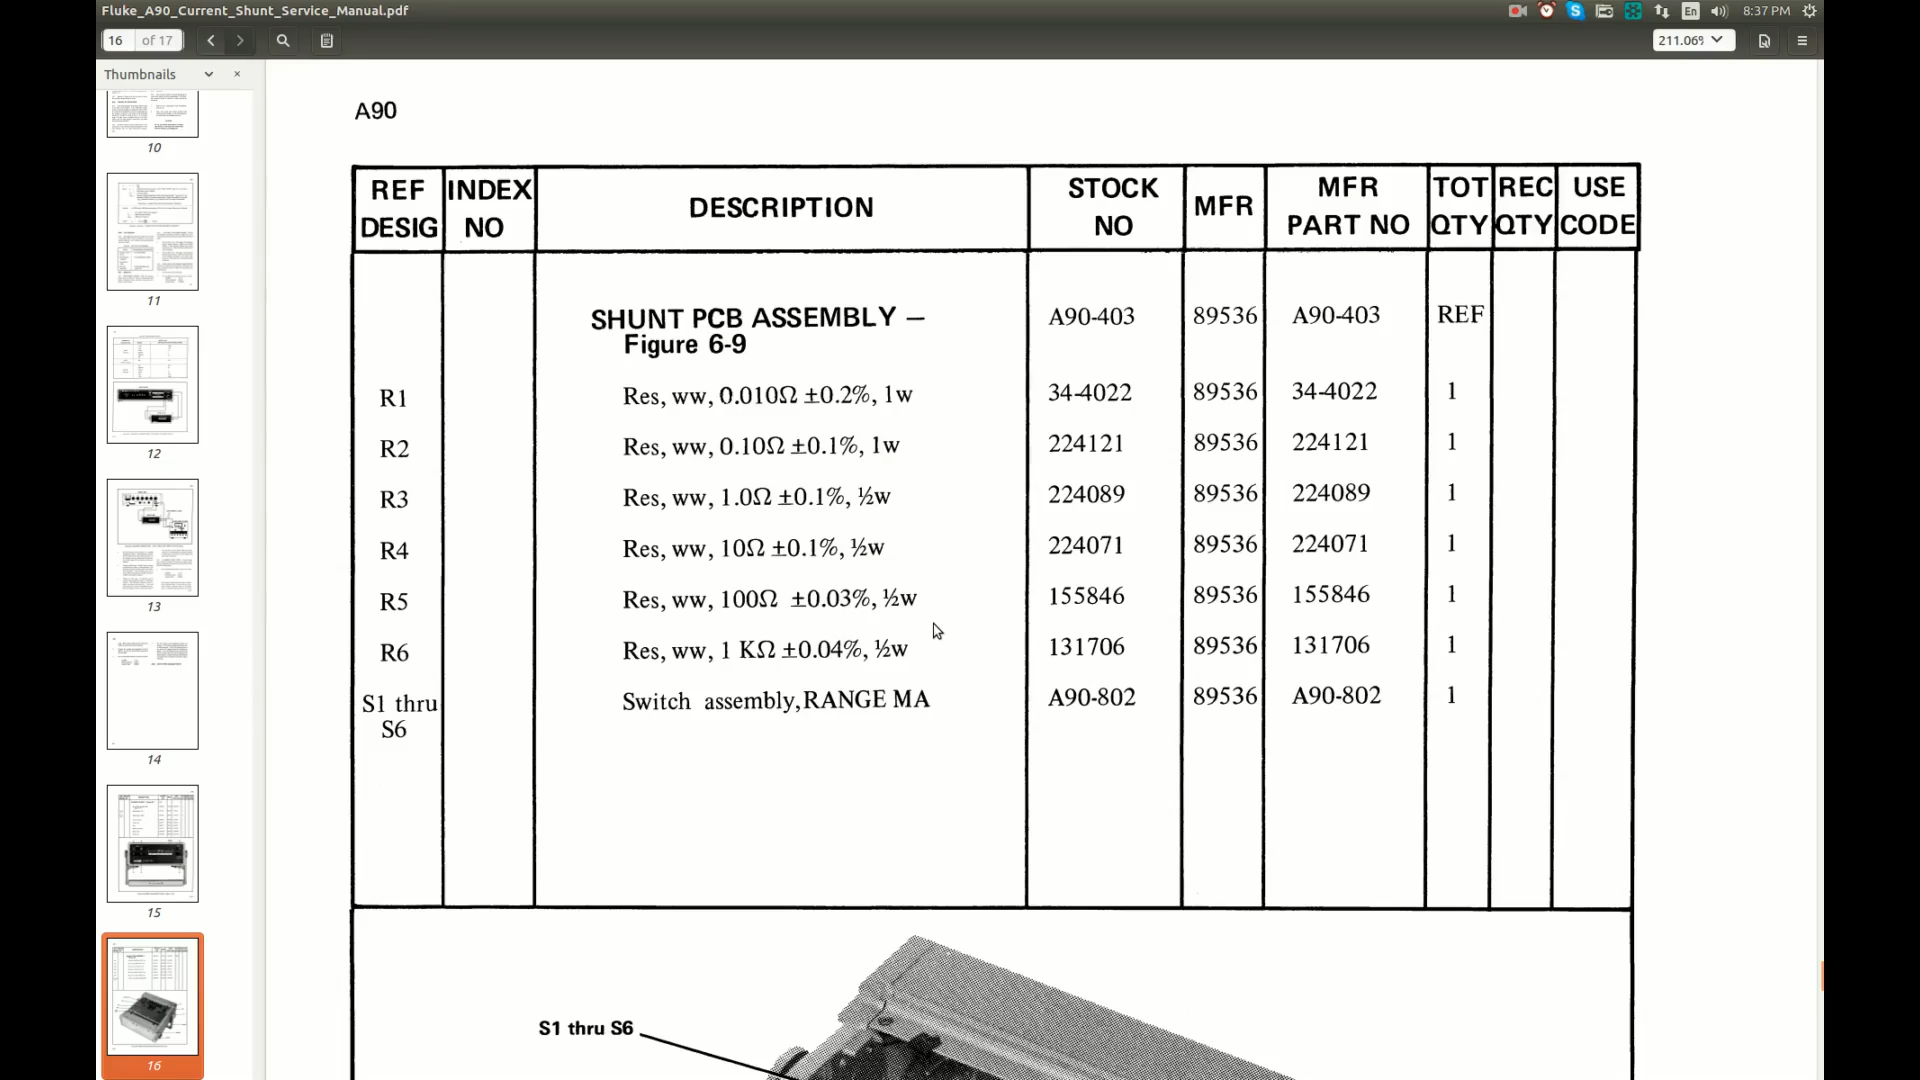 Fluke_A90_Current_Shunt_Service_Manual.pdf
En
8:37 PM
16 of 17
211.06%
Thumbnails
10
11
12
13
14
15
16
A90
REF DESIG
INDEX NO
DESCRIPTION
STOCK NO
MFR
MFR PART NO
TOT QTY
REC QTY
USE CODE
SHUNT PCB ASSEMBLY — A90-403 89536 A90-403 REF
Figure 6-9
R1 Res, ww, 0.010Ω ±0.2%, 1w 34-4022 89536 34-4022 1
R2 Res, ww, 0.10Ω ±0.1%, 1w 224121 89536 224121 1
R3 Res, ww, 1.0Ω ±0.1%, ½w 224089 89536 224089 1
R4 Res, ww, 10Ω ±0.1%, ½w 224071 89536 224071 1
R5 Res, ww, 100Ω ±0.03%, ½w 155846 89536 155846 1
R6 Res, ww, 1 KΩ ±0.04%, ½w 131706 89536 131706 1
S1 thru Switch assembly, RANGE MA A90-802 89536 A90-802 1
S6
S1 thru S6